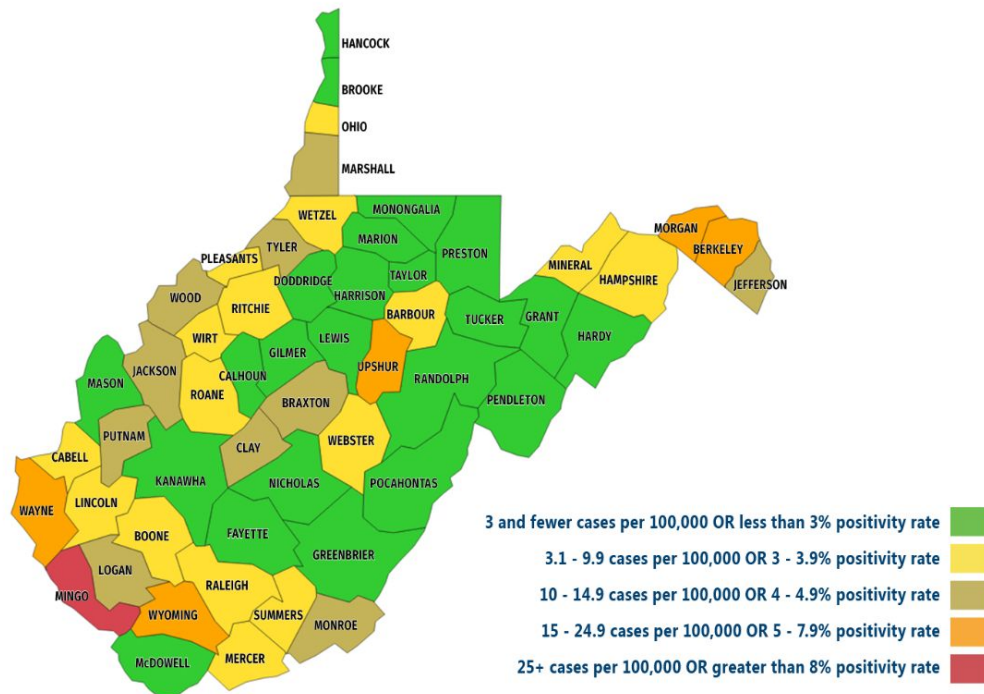 HANCOCK
BROOKE
OHIO
MARSHALL
WETZEL
MONONGALIA
MARION
PRESTON
TYLER
PLEASANTS
DODDRIDGE
HARRISON
TAYLOR
MORGAN
BERKELEY
MINERAL
HAMPSHIRE
JEFFERSON
WOOD
RITCHIE
BARBOUR
TUCKER
GRANT
HARDY
WIRT
LEWIS
GILMER
UPSHUR
RANDOLPH
PENDLETON
MASON
JACKSON
CALHOUN
ROANE
BRAXTON
PUTNAM
CLAY
WEBSTER
CABELL
KANAWHA
NICHOLAS
POCAHONTAS
WAYNE
LINCOLN
BOONE
FAYETTE
GREENBRIER
LOGAN
MINGO
RALEIGH
WYOMING
SUMMERS
MONROE
McDOWELL
MERCER
3 and fewer cases per 100,000 OR less than 3% positivity rate
3.1 - 9.9 cases per 100,000 OR 3 - 3.9% positivity rate
10 - 14.9 cases per 100,000 OR 4 - 4.9% positivity rate
15 - 24.9 cases per 100,000 OR 5 - 7.9% positivity rate
25+ cases per 100,000 OR greater than 8% positivity rate